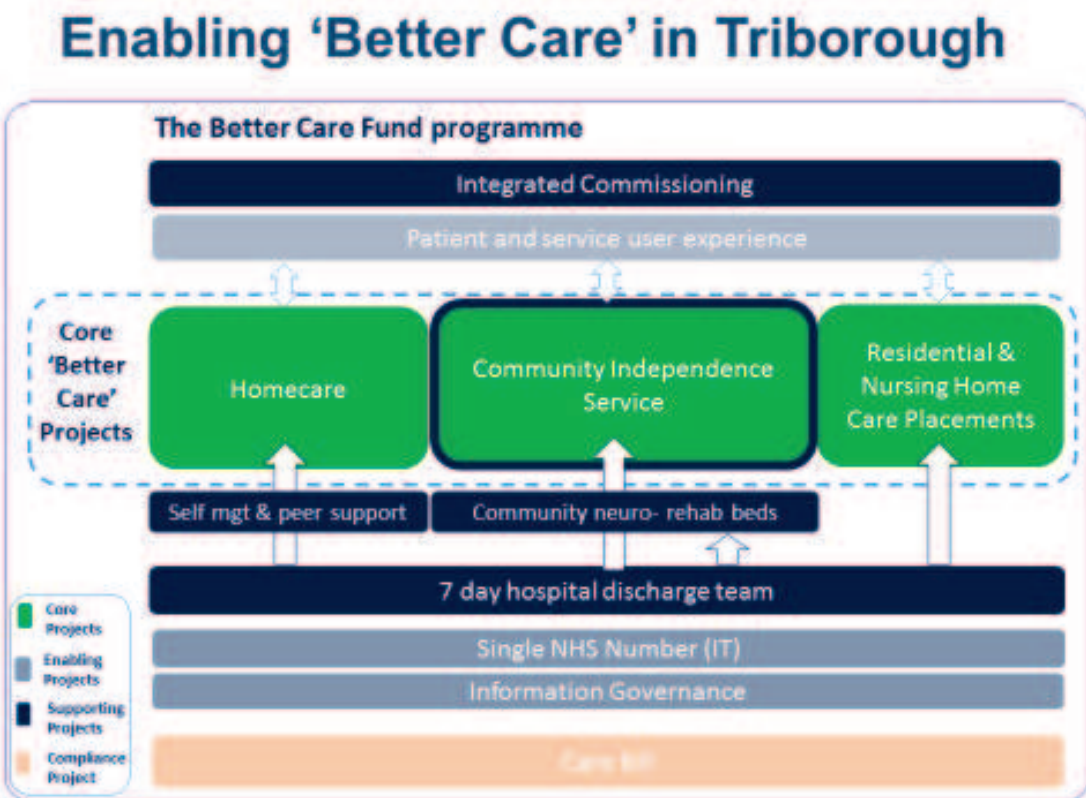 Enabling ‘Better Care’ in Triborough
The Better Care Fund programme
Integrated Commissioning
Patient and service user experience
Core
‘Better
Care’
Projects
Homecare
Community Independence
Service
Residential &
Nursing Home
Care Placements
Self mgt & peer support
Community neuro- rehab beds
7 day hospital discharge team
Single NHS Number (IT)
Information Governance
Care Bill
Core
Projects
Enabling
Projects
Supporting
Projects
Compliance
Project